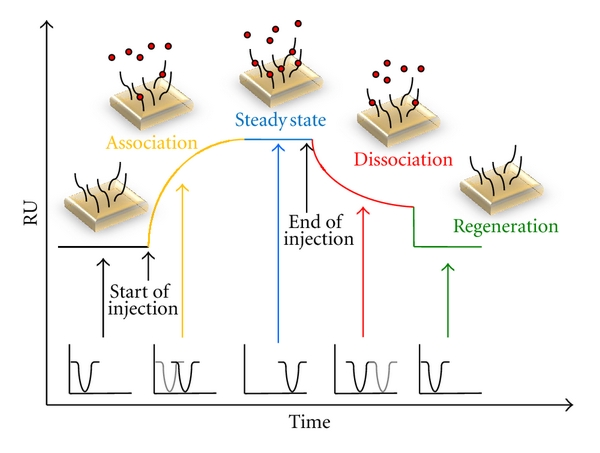 RU
Association
Steady state
Dissociation
Regeneration
Start of
injection
End of
injection
Time